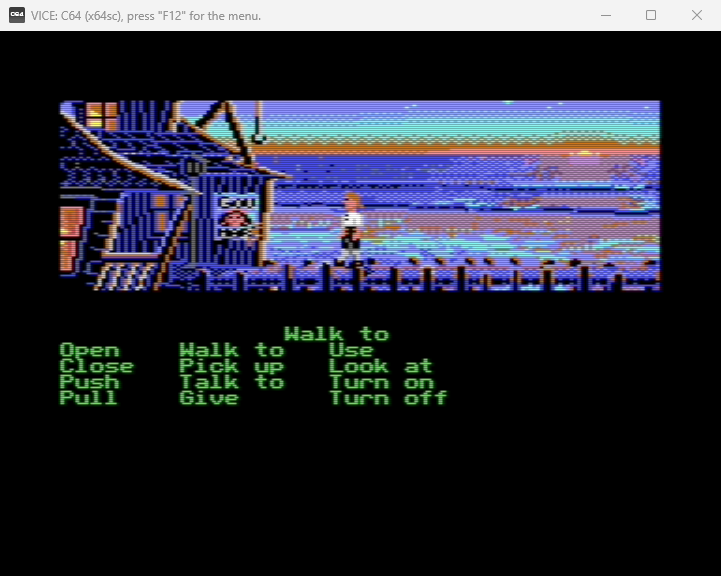 C64 VICE: C64 (x64sc), press "F12" for the menu.
Walk to
Open Walk to Use
Close Pick up Look at
Push Talk to Turn on
Pull Give Turn off